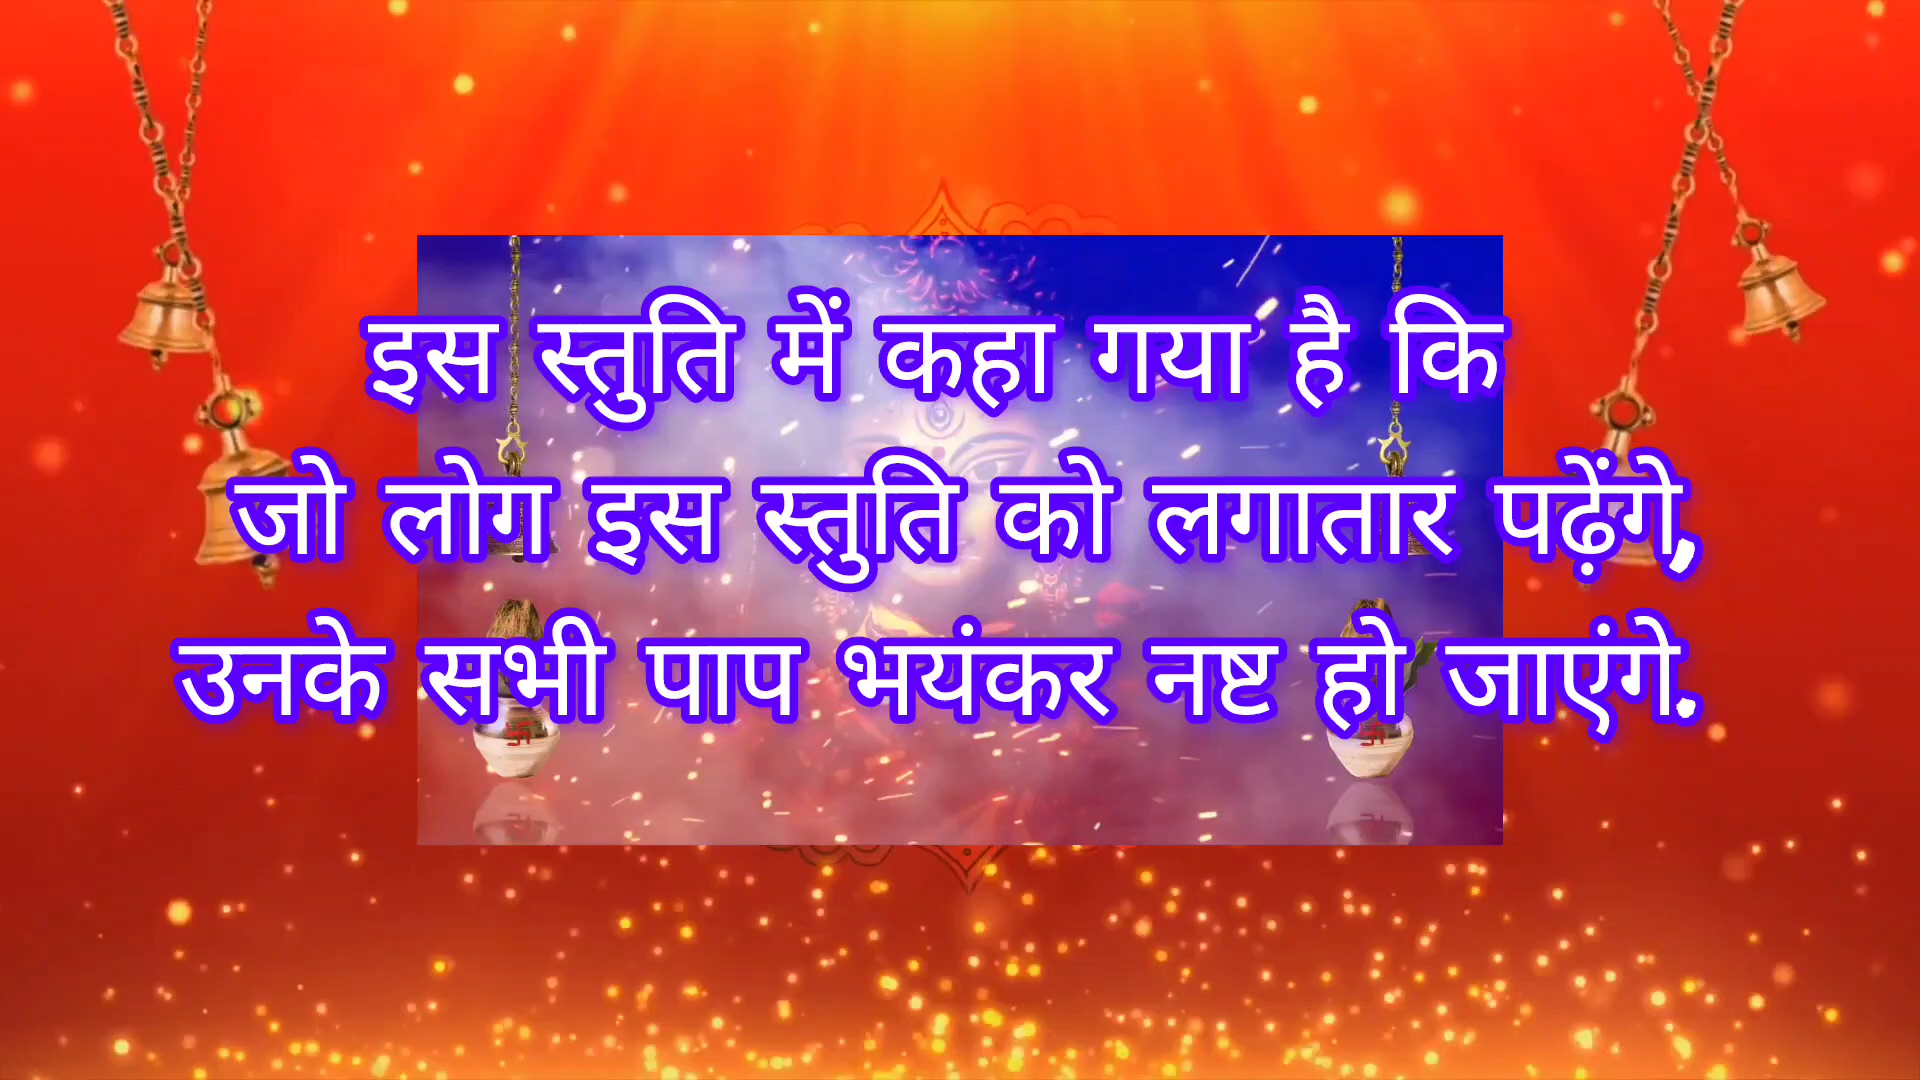 इस स्तुति में कहा गया है कि
जो लोग इस स्तुति को लगातार पढ़ेंगे,
उनके सभी पाप भयंकर नष्ट हो जाएंगे.